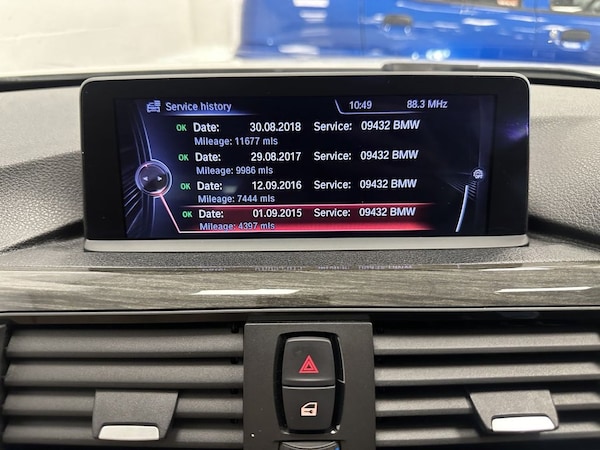 Service history 10:49 88.3 MHz
OK Date: 30.08.2018 Service: 09432 BMW
Mileage: 11677 mls
OK Date: 29.08.2017 Service: 09432 BMW
Mileage: 9986 mls
OK Date: 12.09.2016 Service: 09432 BMW
Mileage: 7444 mls
OK Date: 01.09.2015 Service: 09432 BMW
Mileage: 4397 mls